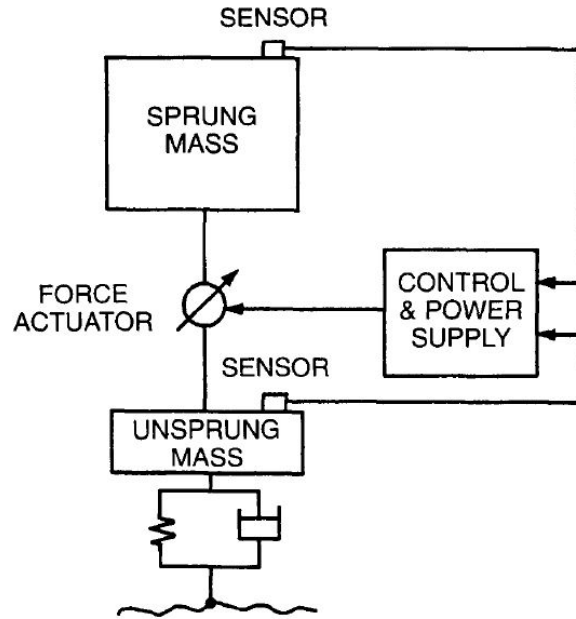 SENSOR
SPRUNG
MASS
FORCE
ACTUATOR
CONTROL
& POWER
SUPPLY
SENSOR
UNSPRUNG
MASS